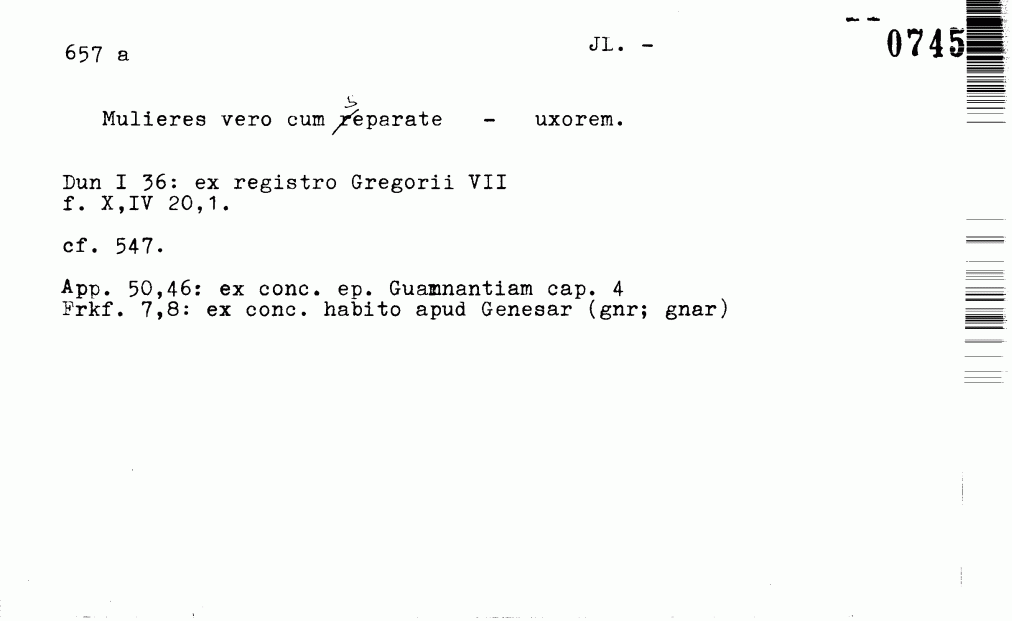 657 a
JL. -
-- 0745
Mulieres vero cum separate - uxorem.
Dun I 36: ex registro Gregorii VII
f. X,IV 20,1.
cf. 547.
App. 50,46: ex conc. ep. Guamnantiam cap. 4
Frkf. 7,8: ex conc. habito apud Genesar (gnr; gnar)